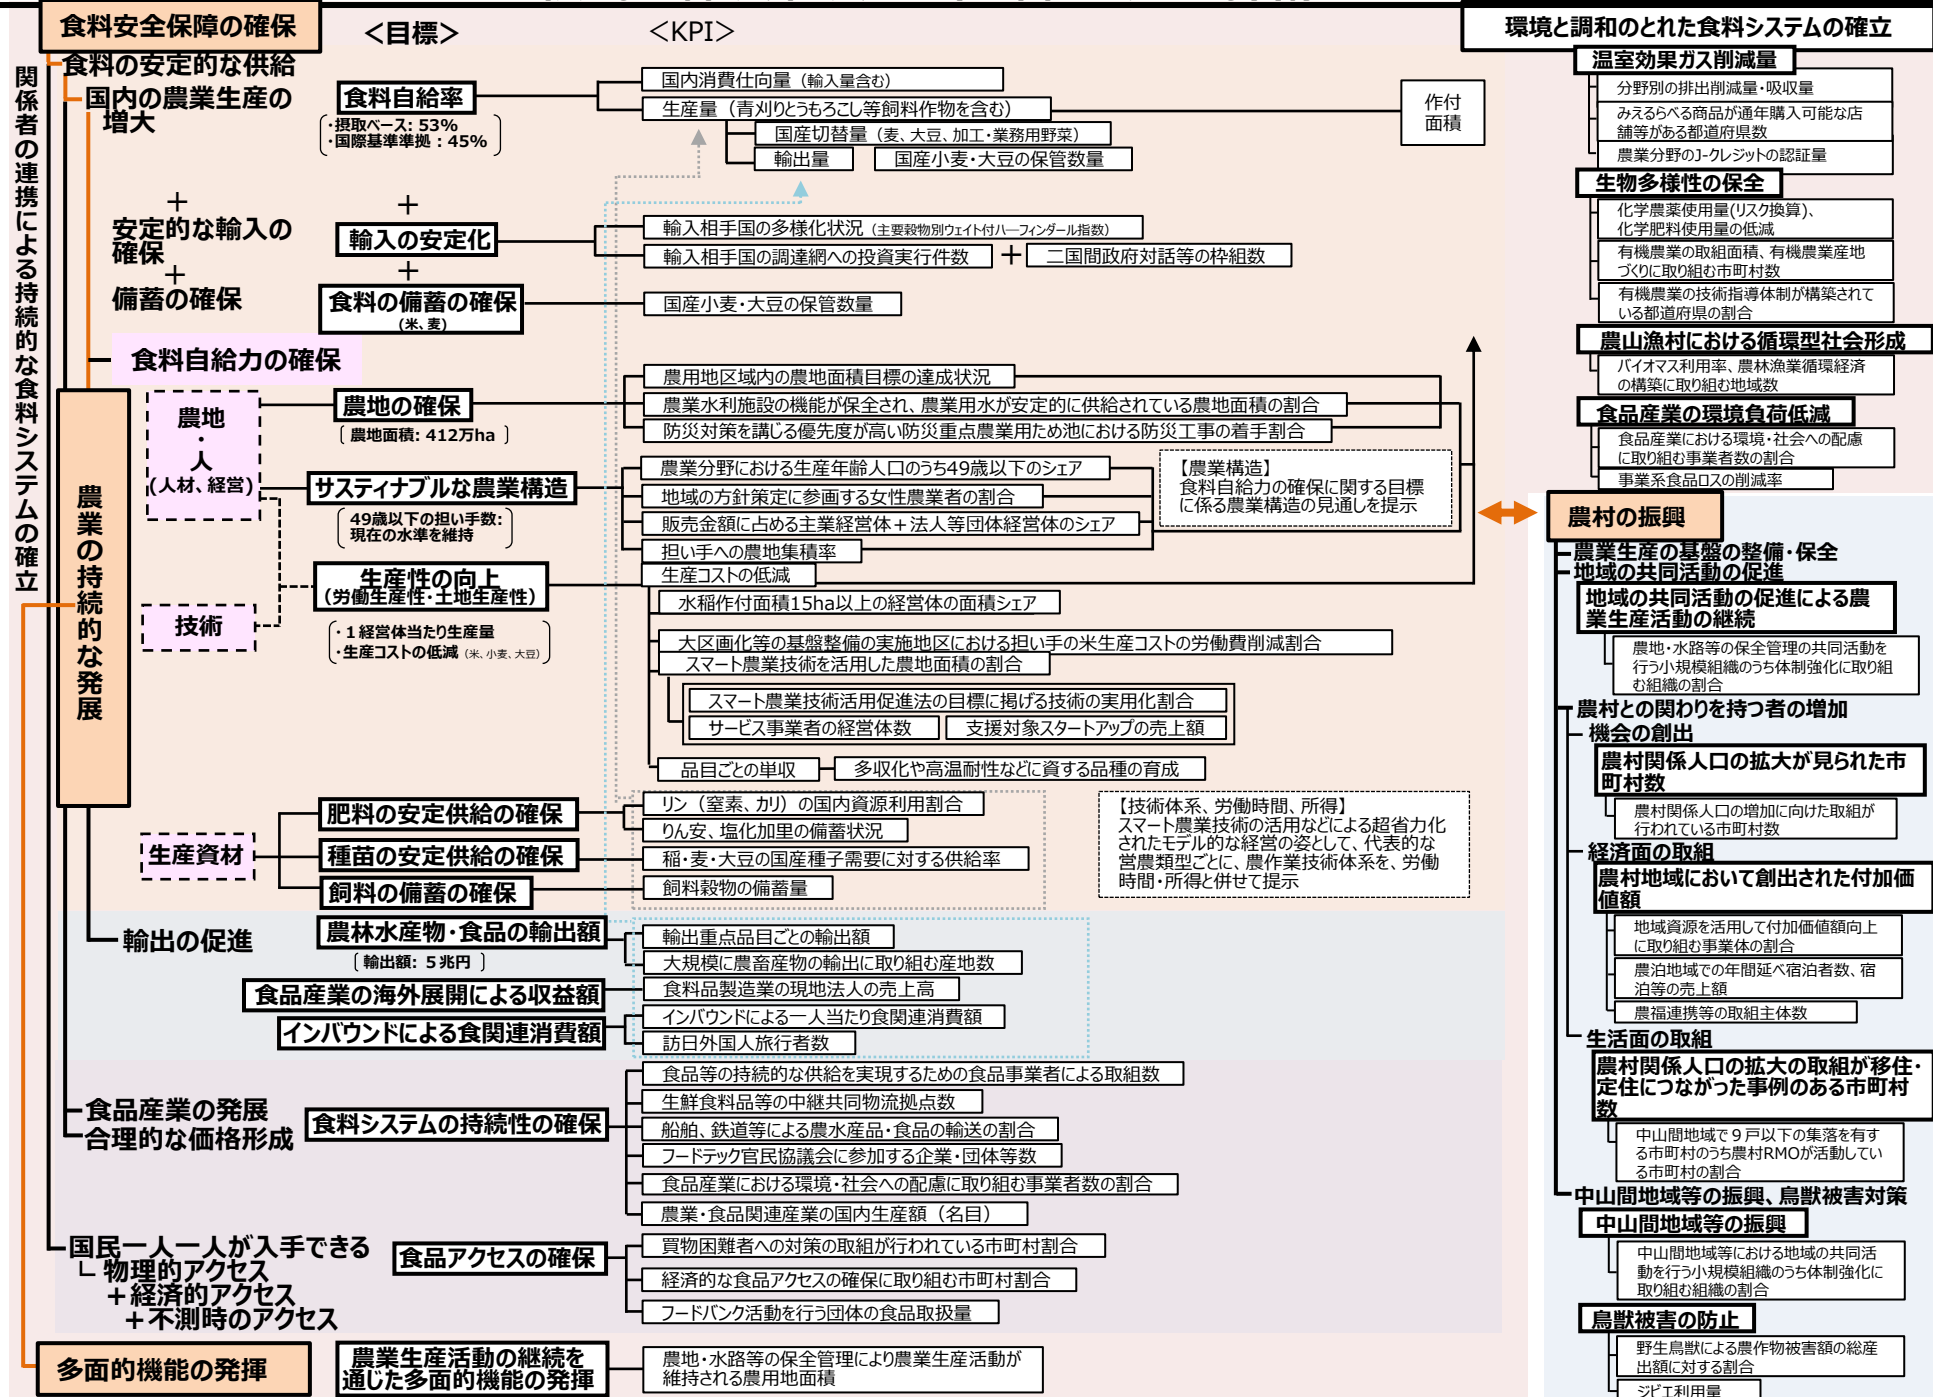 食料安全保障の確保
＜目標＞
＜KPI＞
関係者の連携による持続的な食料システムの確立
食料の安定的な供給
国内の農業生産の
増大
食料自給率
・摂取ベース: 53%
・国際基準準拠：45%
国内消費仕向量（輸入量含む）
生産量（青刈りとうもろこし等飼料作物を含む）
国産切替量（麦、大豆、加工・業務用野菜）
輸出量
国産小麦・大豆の保管数量
作付
面積
＋
安定的な輸入の
確保
＋
備蓄の確保
＋
輸入の安定化
＋
食料の備蓄の確保
(米、麦)
輸入相手国の多様化状況（主要穀物別ウェイト付ハーフィンダール指数）
輸入相手国の調達網への投資実行件数
＋
二国間政府対話等の枠組数
国産小麦・大豆の保管数量
食料自給力の確保
農業の持続的な発展
農地
・
人
(人材、経営)
技術
農地の確保
農地面積: 412万ha
農用地区域内の農地面積目標の達成状況
農業水利施設の機能が保全され、農業用水が安定的に供給されている農地面積の割合
防災対策を講じる優先度が高い防災重点農業用ため池における防災工事の着手割合
サスティナブルな農業構造
49歳以下の担い手数:
現在の水準を維持
農業分野における生産年齢人口のうち49歳以下のシェア
地域の方針策定に参画する女性農業者の割合
販売金額に占める主業経営体＋法人等団体経営体のシェア
担い手への農地集積率
【農業構造】
食料自給力の確保に関する目標
に係る農業構造の見通しを提示
生産性の向上
(労働生産性・土地生産性)
・１経営体当たり生産量
・生産コストの低減（米、小麦、大豆）
生産コストの低減
水稲作付面積15ha以上の経営体の面積シェア
大区画化等の基盤整備の実施地区における担い手の米生産コストの労働費削減割合
スマート農業技術を活用した農地面積の割合
スマート農業技術活用促進法の目標に掲げる技術の実用化割合
サービス事業者の経営体数
支援対象スタートアップの売上額
品目ごとの単収
多収化や高温耐性などに資する品種の育成
生産資材
肥料の安定供給の確保
種苗の安定供給の確保
飼料の備蓄の確保
リン（窒素、カリ）の国内資源利用割合
りん安、塩化加里の備蓄状況
稲・麦・大豆の国産種子需要に対する供給率
飼料穀物の備蓄量
【技術体系、労働時間、所得】
スマート農業技術の活用などによる超省力化
されたモデル的な経営の姿として、代表的な
営農類型ごとに、農作業技術体系を、労働
時間・所得と併せて提示
輸出の促進
農林水産物・食品の輸出額
輸出額: ５兆円
食品産業の海外展開による収益額
インバウンドによる食関連消費額
輸出重点品目ごとの輸出額
大規模に農畜産物の輸出に取り組む産地数
食料品製造業の現地法人の売上高
インバウンドによる一人当たり食関連消費額
訪日外国人旅行者数
食品産業の発展
合理的な価格形成
食料システムの持続性の確保
食品等の持続的な供給を実現するための食品事業者による取組数
生鮮食料品等の中継共同物流拠点数
船舶、鉄道等による農水産品・食品の輸送の割合
フードテック官民協議会に参加する企業・団体等数
食品産業における環境・社会への配慮に取り組む事業者数の割合
農業・食品関連産業の国内生産額（名目）
国民一人一人が入手できる
物理的アクセス
＋経済的アクセス
＋不測時のアクセス
食品アクセスの確保
買物困難者への対策の取組が行われている市町村割合
経済的な食品アクセスの確保に取り組む市町村割合
フードバンク活動を行う団体の食品取扱量
多面的機能の発揮
農業生産活動の継続を
通じた多面的機能の発揮
農地・水路等の保全管理により農業生産活動が
維持される農用地面積
環境と調和のとれた食料システムの確立
温室効果ガス削減量
分野別の排出削減量・吸収量
みえるらべる商品が通年購入可能な店
舗等がある都道府県数
農業分野のJ-クレジットの認証量
生物多様性の保全
化学農薬使用量(リスク換算)、
化学肥料使用量の低減
有機農業の取組面積、有機農業産地
づくりに取り組む市町村数
有機農業の技術指導体制が構築されて
いる都道府県の割合
農山漁村における循環型社会形成
バイオマス利用率、農林漁業循環経済
の構築に取り組む地域数
食品産業の環境負荷低減
食品産業における環境・社会への配慮
に取り組む事業者数の割合
事業系食品ロスの削減率
農村の振興
農業生産の基盤の整備・保全
地域の共同活動の促進
地域の共同活動の促進による農
業生産活動の継続
農地・水路等の保全管理の共同活動を
行う小規模組織のうち体制強化に取り組
む組織の割合
農村との関わりを持つ者の増加
機会の創出
農村関係人口の拡大が見られた市
町村数
農村関係人口の増加に向けた取組が
行われている市町村数
経済面の取組
農村地域において創出された付加価
値額
地域資源を活用して付加価値額向上
に取り組む事業体の割合
農泊地域での年間延べ宿泊者数、宿
泊等の売上額
農福連携等の取組主体数
生活面の取組
農村関係人口の拡大の取組が移住・
定住につながった事例のある市町村
数
中山間地域で９戸以下の集落を有す
る市町村のうち農村RMOが活動してい
る市町村の割合
中山間地域等の振興、鳥獣被害対策
中山間地域等の振興
中山間地域等における地域の共同活
動を行う小規模組織のうち体制強化に
取り組む組織の割合
鳥獣被害の防止
野生鳥獣による農作物被害額の総産
出額に対する割合
ジビエ利用量